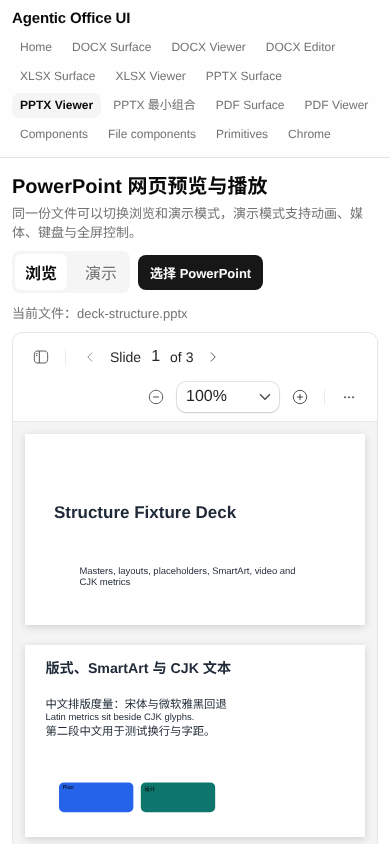 Agentic Office UI
Home DOCX Surface DOCX Viewer DOCX Editor
XLSX Surface XLSX Viewer PPTX Surface
PPTX Viewer PPTX 最小组合 PDF Surface PDF Viewer
Components File components Primitives Chrome
PowerPoint 网页预览与播放
同一份文件可以切换浏览和演示模式，演示模式支持动画、媒
体、键盘与全屏控制。
浏览 演示 选择 PowerPoint
当前文件：deck-structure.pptx
Slide 1 of 3
100%
Structure Fixture Deck
Masters, layouts, placeholders, SmartArt, video and
CJK metrics
版式、SmartArt 与 CJK 文本
中文排版度量：宋体与微软雅黑回退
Latin metrics sit beside CJK glyphs.
第二段中文用于测试换行与字距。
Plan 设计